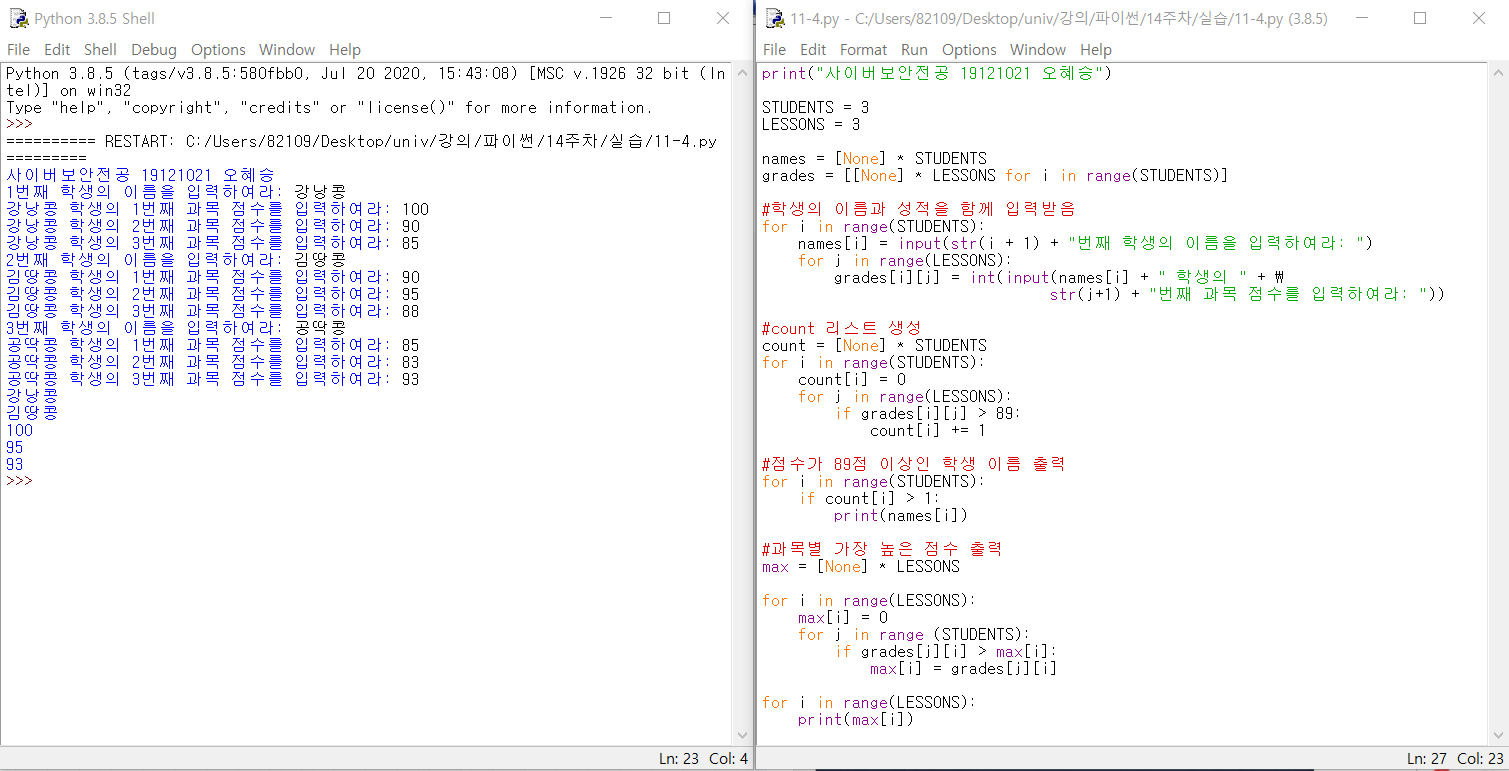 Python 3.8.5 Shell
File Edit Shell Debug Options Window Help
Python 3.8.5 (tags/v3.8.5:580fbb0, Jul 20 2020, 15:43:08) [MSC v.1926 32 bit (In
tel)] on win32
Type "help", "copyright", "credits" or "license()" for more information.
>>>
========== RESTART: C:/Users/82109/Desktop/univ/강의/파이썬/14주차/실습/11-4.py
=========
사이버보안전공 19121021 오혜승
1번째 학생의 이름을 입력하여라: 강낭콩
강낭콩 학생의 1번째 과목 점수를 입력하여라: 100
강낭콩 학생의 2번째 과목 점수를 입력하여라: 90
강낭콩 학생의 3번째 과목 점수를 입력하여라: 85
2번째 학생의 이름을 입력하여라: 김땅콩
김땅콩 학생의 1번째 과목 점수를 입력하여라: 90
김땅콩 학생의 2번째 과목 점수를 입력하여라: 95
김땅콩 학생의 3번째 과목 점수를 입력하여라: 88
3번째 학생의 이름을 입력하여라: 공딱콩
공딱콩 학생의 1번째 과목 점수를 입력하여라: 85
공딱콩 학생의 2번째 과목 점수를 입력하여라: 83
공딱콩 학생의 3번째 과목 점수를 입력하여라: 93
강낭콩
김땅콩
100
95
93
>>>
Ln: 23 Col: 4
11-4.py - C:/Users/82109/Desktop/univ/강의/파이썬/14주차/실습/11-4.py (3.8.5)
File Edit Format Run Options Window Help
print("사이버보안전공 19121021 오혜승")
STUDENTS = 3
LESSONS = 3
names = [None] * STUDENTS
grades = [[None] * LESSONS for i in range(STUDENTS)]
#학생의 이름과 성적을 함께 입력받음
for i in range(STUDENTS):
    names[i] = input(str(i + 1) + "번째 학생의 이름을 입력하여라: ")
    for j in range(LESSONS):
        grades[i][j] = int(input(names[i] + " 학생의 " + ₩
                                str(j+1) + "번째 과목 점수를 입력하여라: "))
#count 리스트 생성
count = [None] * STUDENTS
for i in range(STUDENTS):
    count[i] = 0
    for j in range(LESSONS):
        if grades[i][j] > 89:
            count[i] += 1
#점수가 89점 이상인 학생 이름 출력
for i in range(STUDENTS):
    if count[i] > 1:
        print(names[i])
#과목별 가장 높은 점수 출력
max = [None] * LESSONS
for i in range(LESSONS):
    max[i] = 0
    for j in range (STUDENTS):
        if grades[j][i] > max[i]:
            max[i] = grades[j][i]
for i in range(LESSONS):
    print(max[i])
Ln: 27 Col: 23